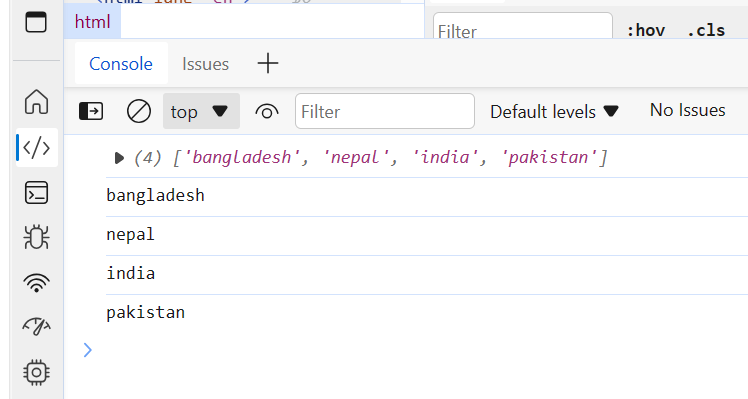 html
Filter :hov .cls
Console Issues
top Filter Default levels No Issues
(4) ['bangladesh', 'nepal', 'india', 'pakistan']
bangladesh
nepal
india
pakistan